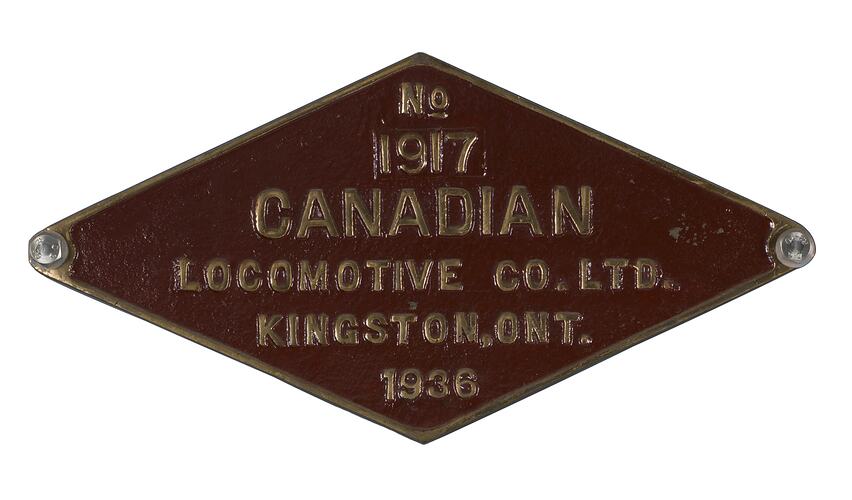 No
1917
CANADIAN
LOCOMOTIVE CO. LTD.
KINGSTON, ONT.
1936